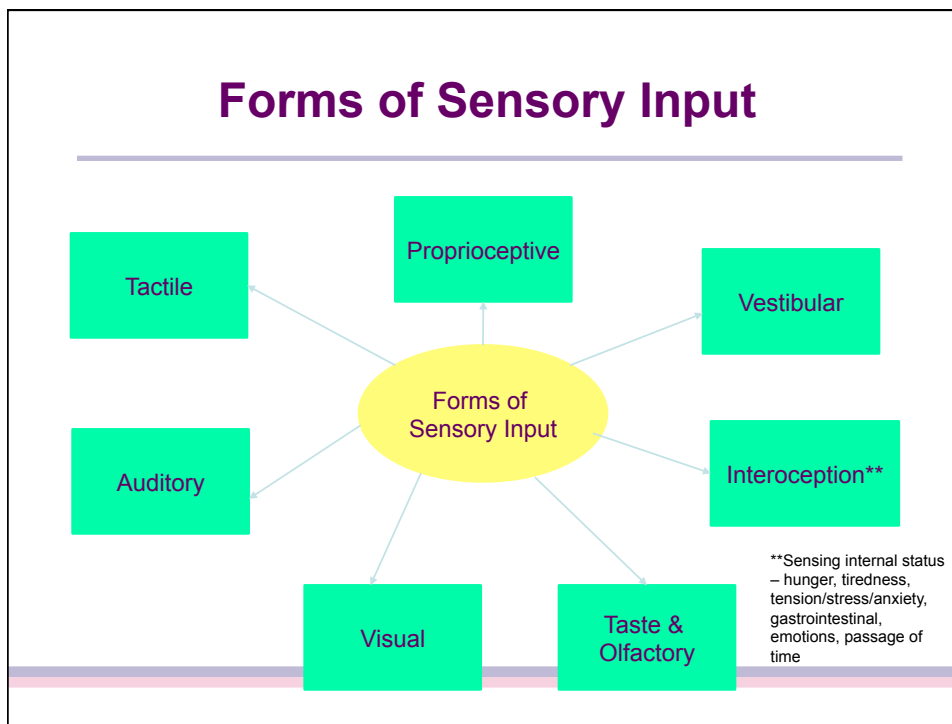 Forms of Sensory Input
Proprioceptive
Tactile
Vestibular
Forms of
Sensory Input
Auditory
Interoception**
**Sensing internal status
– hunger, tiredness,
tension/stress/anxiety,
gastrointestinal,
emotions, passage of
time
Visual
Taste &
Olfactory